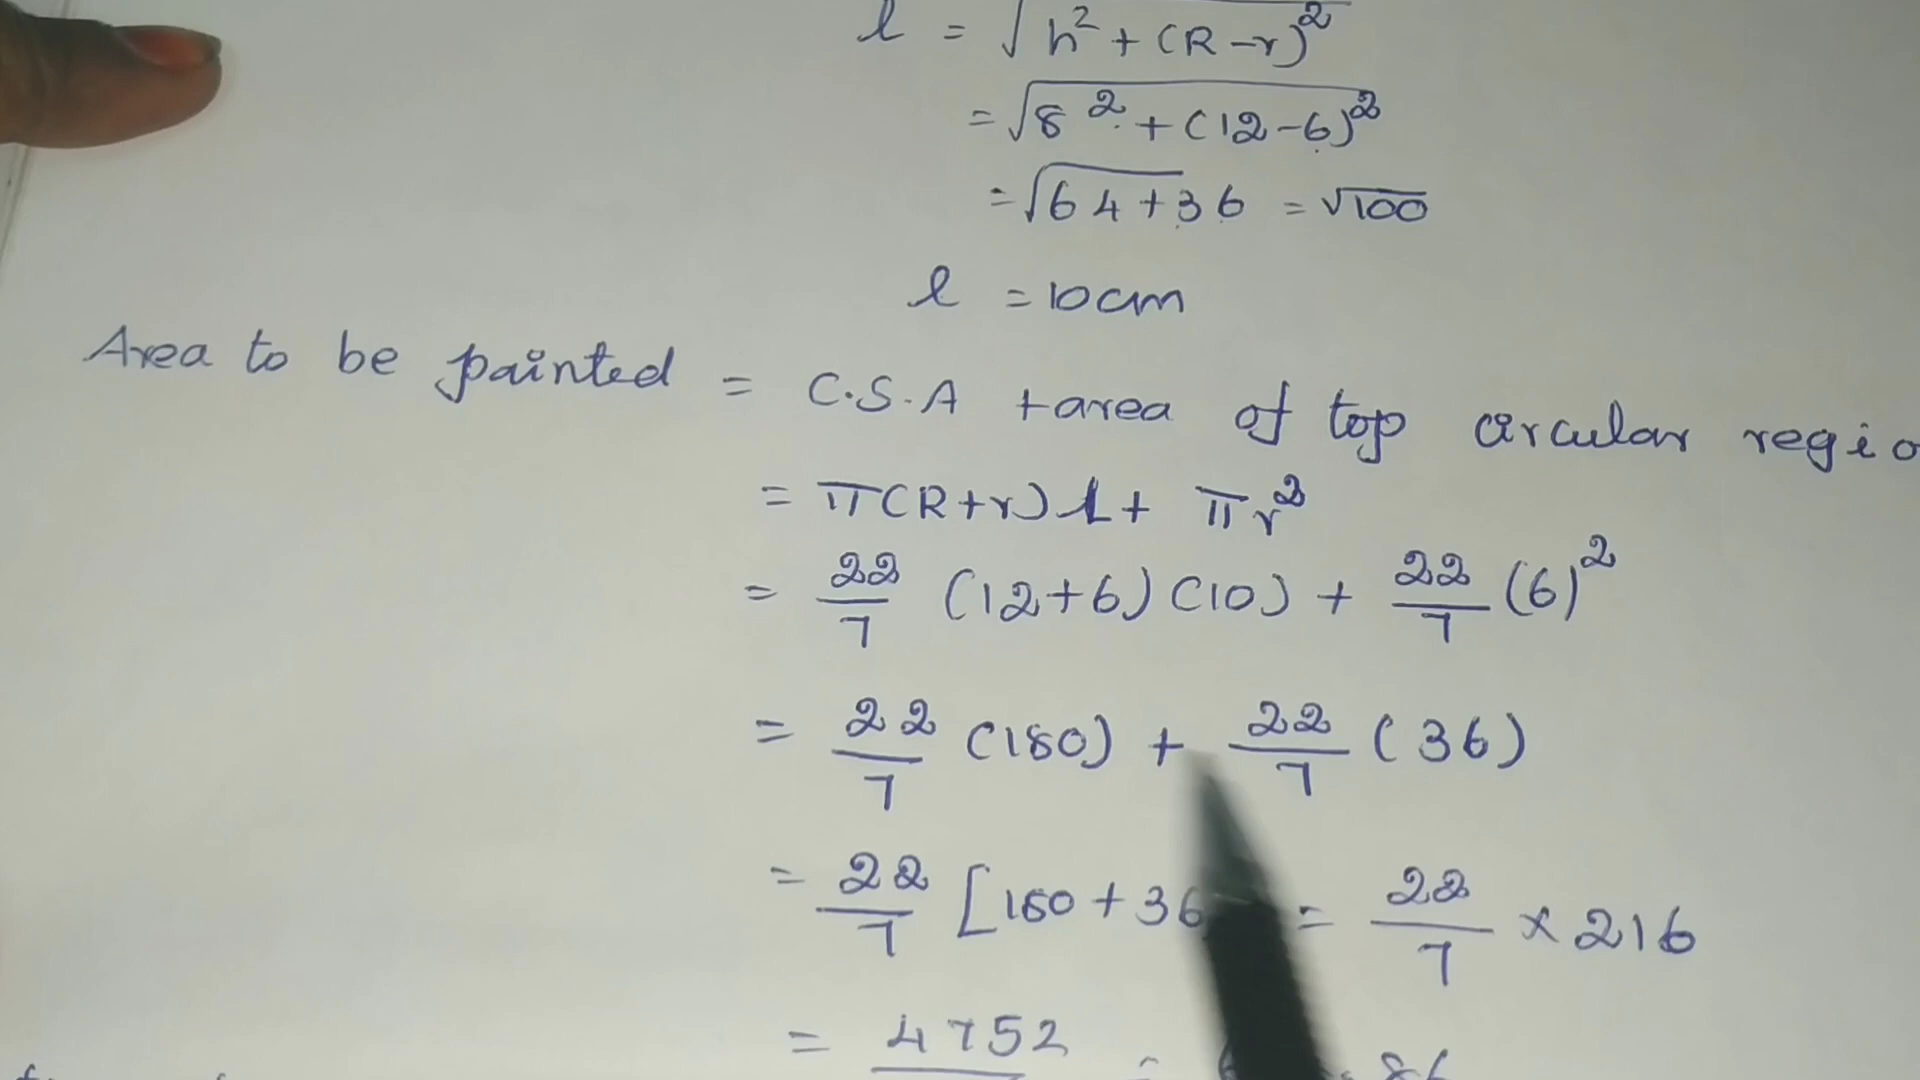 l = √h² + (R-r)²
= √8² + (12-6)²
= √64+36 = √100
l = 10cm
Area to be painted = C.S.A + area of top circular regio
= π(R+r)l + πr²
= 22/7 (12+6)(10) + 22/7 (6)²
= 22/7 (180) + 22/7 (36)
= 22/7 [180+36 = 22/7 × 216
= 4752